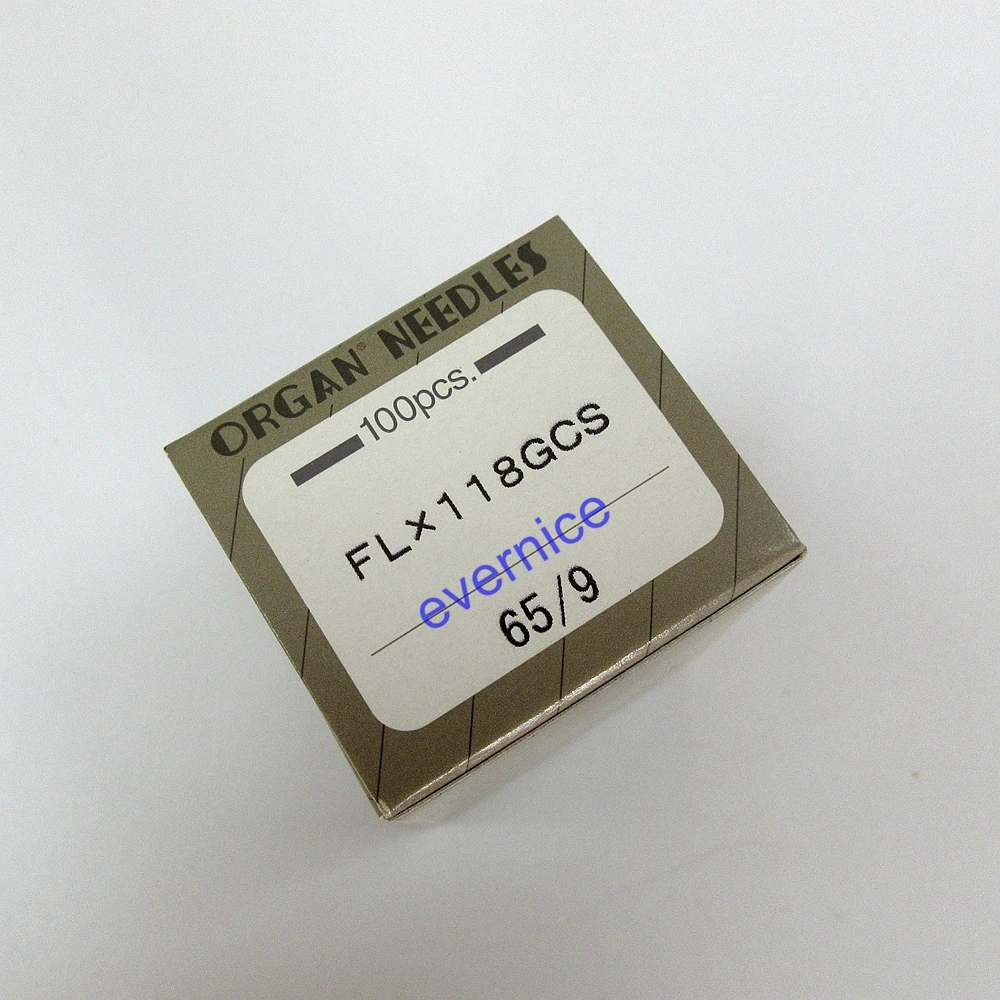 ORGAN® NEEDLES
100pcs.
FL×118GCS
evernice
65/9